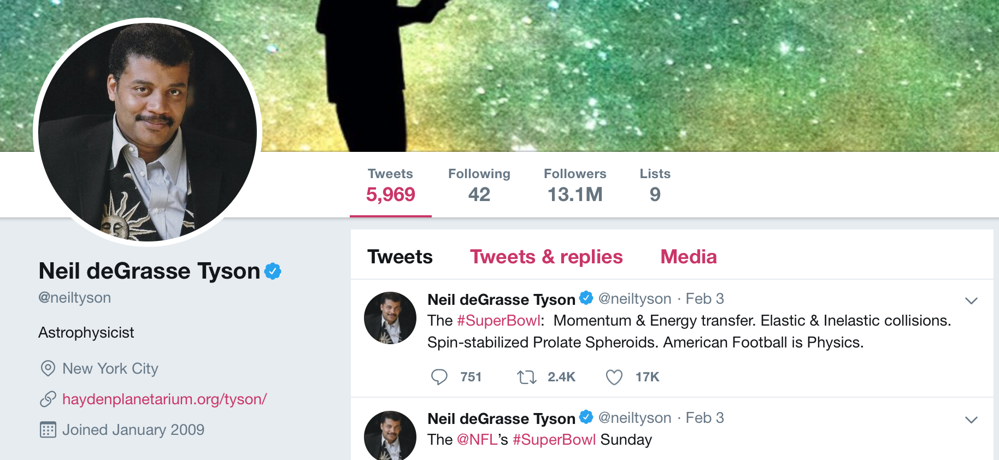 Tweets Following Followers Lists
5,969 42 13.1M 9
Neil deGrasse Tyson
@neiltyson
Astrophysicist
New York City
haydenplanetarium.org/tyson/
Joined January 2009
Tweets Tweets & replies Media
Neil deGrasse Tyson @neiltyson · Feb 3
The #SuperBowl: Momentum & Energy transfer. Elastic & Inelastic collisions.
Spin-stabilized Prolate Spheroids. American Football is Physics.
751 2.4K 17K
Neil deGrasse Tyson @neiltyson · Feb 3
The @NFL’s #SuperBowl Sunday